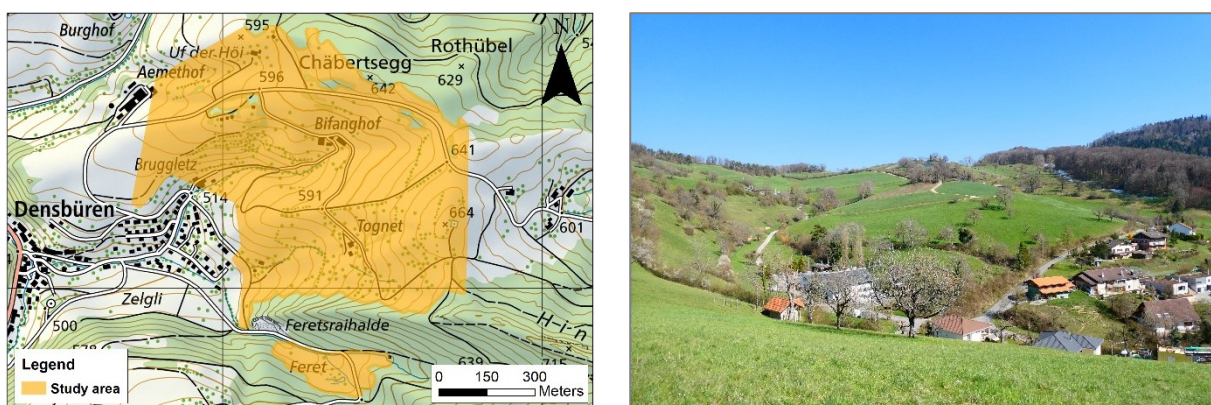 595
N
Burghof
Uf der Höi
Rothübel
Chäbertsegg
629
Aemethof
596
642
Bifanghof
641
Bruggletz
514
591
664
Densbüren
Tognet
601
Zelgli
Feretsraihalde
H-i-n
500
Legend
Feret
639
715
Study area
0 150 300
Meters